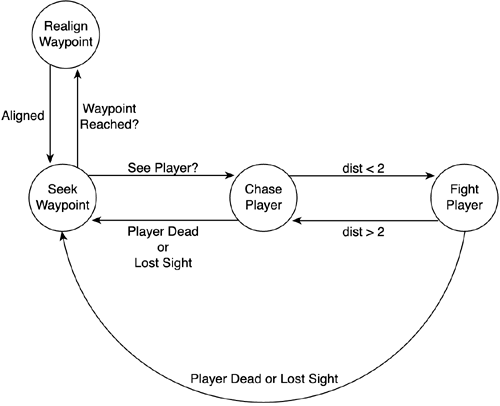 Realign
Waypoint
Aligned
Waypoint
Reached?
Seek
Waypoint
See Player?
Player Dead
or
Lost Sight
Chase
Player
dist < 2
dist > 2
Fight
Player
Player Dead or Lost Sight